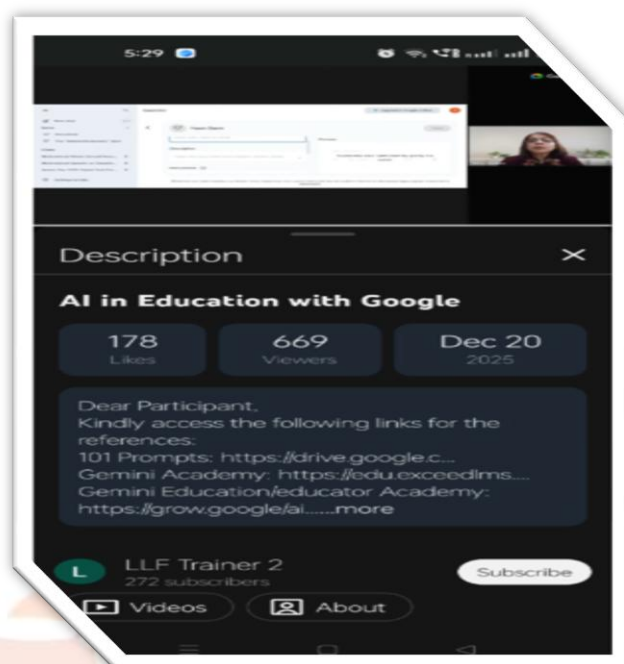 5:29
Description
AI in Education with Google
178
Likes
669
Viewers
Dec 20
2025
Dear Participant,
Kindly access the following links for the
references:
101 Prompts: https://drive.google.c...
Gemini Academy: https://edu.exceedlms....
Gemini Education/educator Academy:
https://grow.google/ai......more
L
LLF Trainer 2
272 subscribers
Subscribe
Videos
About